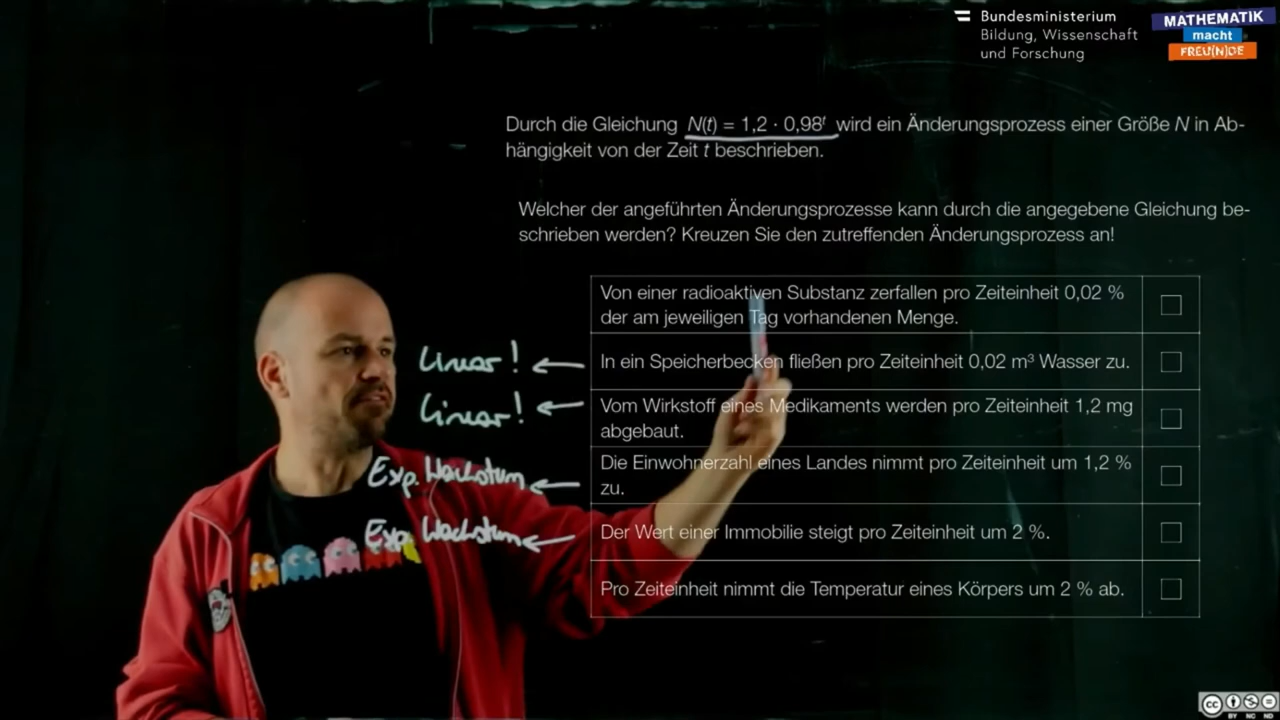 Bundesministerium
Bildung, Wissenschaft
und Forschung
MATHEMATIK
macht
FREU(N)DE
Durch die Gleichung N(t) = 1,2 · 0,98ᵗ wird ein Änderungsprozess einer Größe N in Ab-
hängigkeit von der Zeit t beschrieben.
Welcher der angeführten Änderungsprozesse kann durch die angegebene Gleichung be-
schrieben werden? Kreuzen Sie den zutreffenden Änderungsprozess an!
Von einer radioaktiven Substanz zerfallen pro Zeiteinheit 0,02 %
der am jeweiligen Tag vorhandenen Menge.
Linear! ← In ein Speicherbecken fließen pro Zeiteinheit 0,02 m³ Wasser zu.
Linear! ← Vom Wirkstoff eines Medikaments werden pro Zeiteinheit 1,2 mg
abgebaut.
Exp. Wachstum ← Die Einwohnerzahl eines Landes nimmt pro Zeiteinheit um 1,2 %
zu.
Exp. Wachstum ← Der Wert einer Immobilie steigt pro Zeiteinheit um 2 %.
Pro Zeiteinheit nimmt die Temperatur eines Körpers um 2 % ab.
cc
BY NC ND